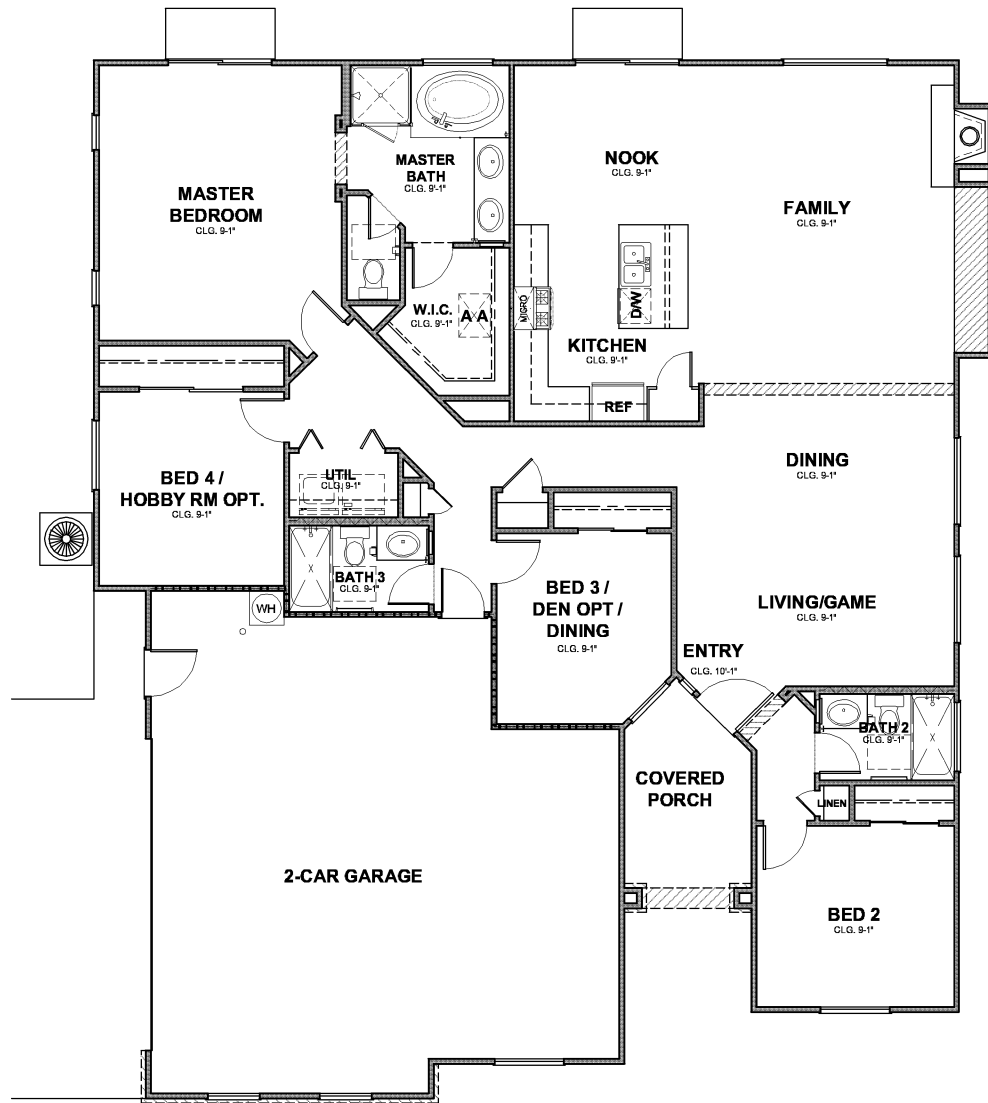 NOOK
CLG. 9-1"
MASTER
BATH
CLG. 9'-1"
MASTER
BEDROOM
CLG. 9-1"
FAMILY
CLG. 9-1"
W.I.C.
CLG. 9'-1"
A A
MICRO
D/W
KITCHEN
CLG. 9'-1"
REF
DINING
CLG. 9-1"
BED 4 /
HOBBY RM OPT.
CLG. 9-1"
UTIL
CLG. 9-1"
BATH 3
CLG. 9-1"
WH
BED 3 /
DEN OPT /
DINING
CLG. 9-1"
LIVING/GAME
CLG. 9-1"
ENTRY
CLG. 10'-1"
BATH 2
CLG. 9'-1"
COVERED
PORCH
LINEN
2-CAR GARAGE
BED 2
CLG. 9-1"